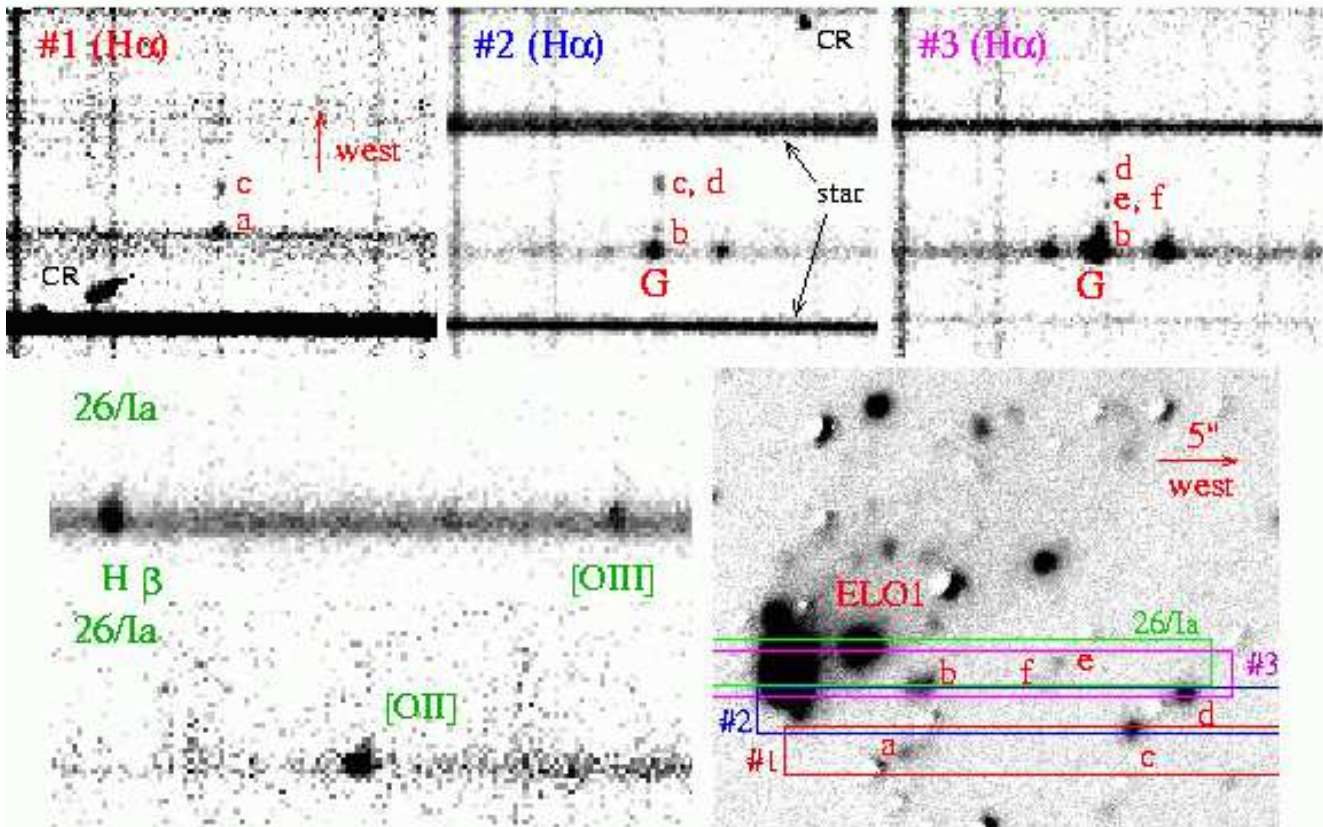 #1 (Hα)
west
c
a
CR
#2 (Hα)
CR
c, d
star
b
G
#3 (Hα)
d
e, f
b
G
26/Ia
H β
[OIII]
26/Ia
[OII]
5"
west
ELO1
26/Ia
e
#3
b
f
#2
d
a
#1
c